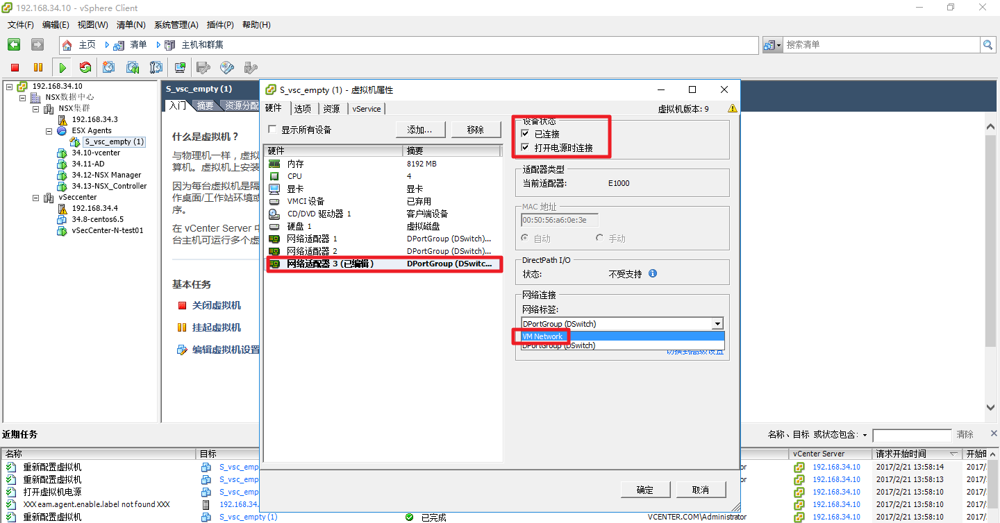 192.168.34.10 - vSphere Client
文件(F) 编辑(E) 视图(W) 清单(N) 系统管理(A) 插件(P) 帮助(H)
主页 清单 主机和群集
搜索清单
192.168.34.10
NSX数据中心
NSX集群
192.168.34.3
ESX Agents
S_vsc_empty (1)
34.10-vcenter
34.11-AD
34.12-NSX Manager
34.13-NSX_Controller
vSeccenter
192.168.34.4
34.8-centos6.5
vSecCenter-N-test01
S_vsc_empty (1)
入门 摘要 资源分配
什么是虚拟机？
与物理机一样，虚拟
算机。虚拟机上安装
因为每台虚拟机是隔
作桌面/工作站环境或
序。
在 vCenter Server 中
台主机可运行多个虚
基本任务
关闭虚拟机
挂起虚拟机
编辑虚拟机设置
S_vsc_empty (1) - 虚拟机属性
硬件 选项 资源 vService
虚拟机版本: 9
显示所有设备
添加...
移除
硬件 摘要
内存 8192 MB
CPU 4
显卡 显卡
VMCI 设备 已弃用
CD/DVD 驱动器 1 客户端设备
硬盘 1 虚拟磁盘
网络适配器 1 DPortGroup (DSwitch)...
网络适配器 2 DPortGroup (DSwitch)...
网络适配器 3 (已编辑) DPortGroup (DSwitc...
设备状态
已连接
打开电源时连接
适配器类型
当前适配器: E1000
MAC 地址
00:50:56:a6:0e:3e
自动 手动
DirectPath I/O
状态: 不受支持
网络连接
网络标签:
DPortGroup (DSwitch)
VM Network
DPortGroup (DSwitch)
切换到高级设置
确定 取消
近期任务
名称、目标 或状态包含:
清除
名称 目标 vCenter Server 请求开始时间 开始时
重新配置虚拟机 S_vsc_emp or 192.168.34.10 2017/2/21 13:58:14 2017/:
重新配置虚拟机 S_vsc_emp or 192.168.34.10 2017/2/21 13:58:13 2017/:
打开虚拟机电源 S_vsc_emp or 192.168.34.10 2017/2/21 13:58:10 2017/:
XXX eam.agent.enable.label not found XXX 192.168.34. or 192.168.34.10 2017/2/21 13:58:10 2017/:
重新配置虚拟机 S_vsc_empty (1) 已完成 VCENTER.COM\Administrator 192.168.34.10 2017/2/21 13:58:10 2017/: